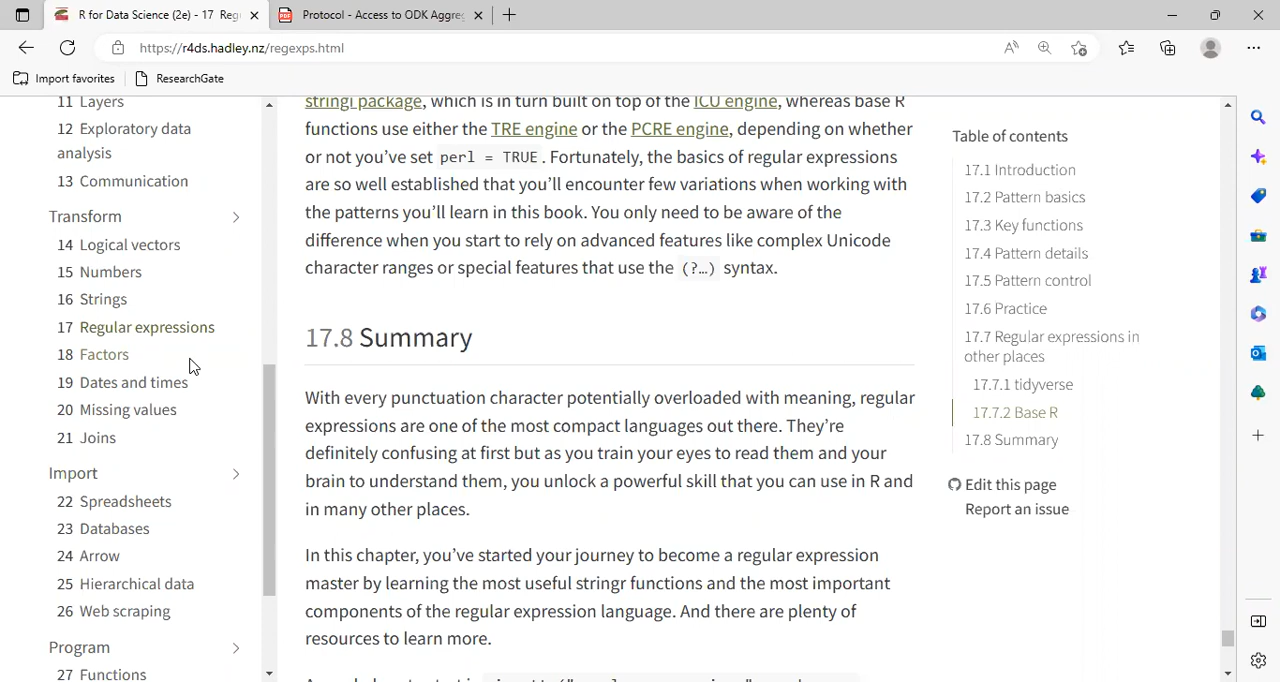 R for Data Science (2e) - 17 Reg
Protocol - Access to ODK Aggre
https://r4ds.hadley.nz/regexps.html
Import favorites
ResearchGate
11 Layers
12 Exploratory data
analysis
13 Communication
Transform
14 Logical vectors
15 Numbers
16 Strings
17 Regular expressions
18 Factors
19 Dates and times
20 Missing values
21 Joins
Import
22 Spreadsheets
23 Databases
24 Arrow
25 Hierarchical data
26 Web scraping
Program
27 Functions
stringi package, which is in turn built on top of the ICU engine, whereas base R
functions use either the TRE engine or the PCRE engine, depending on whether
or not you've set perl = TRUE. Fortunately, the basics of regular expressions
are so well established that you'll encounter few variations when working with
the patterns you'll learn in this book. You only need to be aware of the
difference when you start to rely on advanced features like complex Unicode
character ranges or special features that use the (?…) syntax.
17.8 Summary
With every punctuation character potentially overloaded with meaning, regular
expressions are one of the most compact languages out there. They're
definitely confusing at first but as you train your eyes to read them and your
brain to understand them, you unlock a powerful skill that you can use in R and
in many other places.
In this chapter, you've started your journey to become a regular expression
master by learning the most useful stringr functions and the most important
components of the regular expression language. And there are plenty of
resources to learn more.
Table of contents
17.1 Introduction
17.2 Pattern basics
17.3 Key functions
17.4 Pattern details
17.5 Pattern control
17.6 Practice
17.7 Regular expressions in
other places
17.7.1 tidyverse
17.7.2 Base R
17.8 Summary
Edit this page
Report an issue